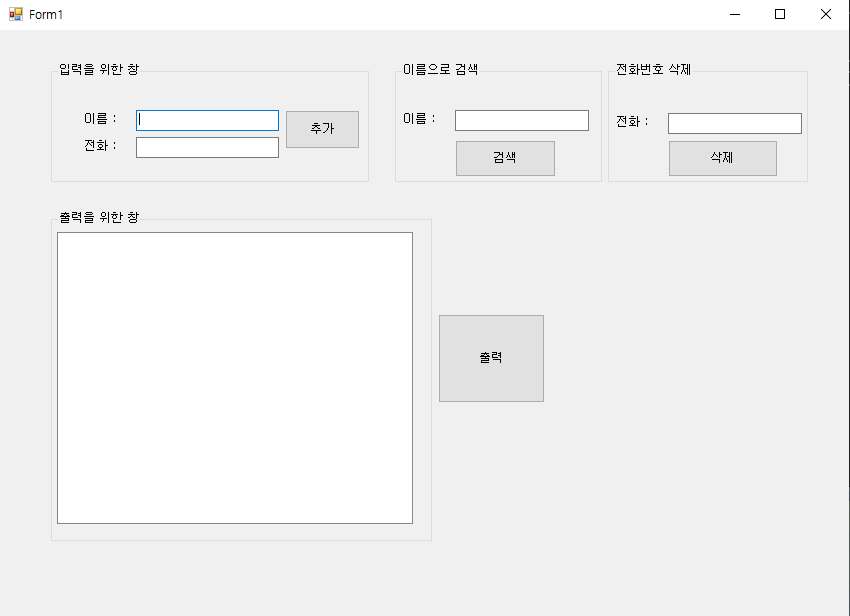 Form1
입력을 위한 창
이름 :
전화 :
추가
이름으로 검색
이름 :
검색
전화번호 삭제
전화 :
삭제
출력을 위한 창
출력